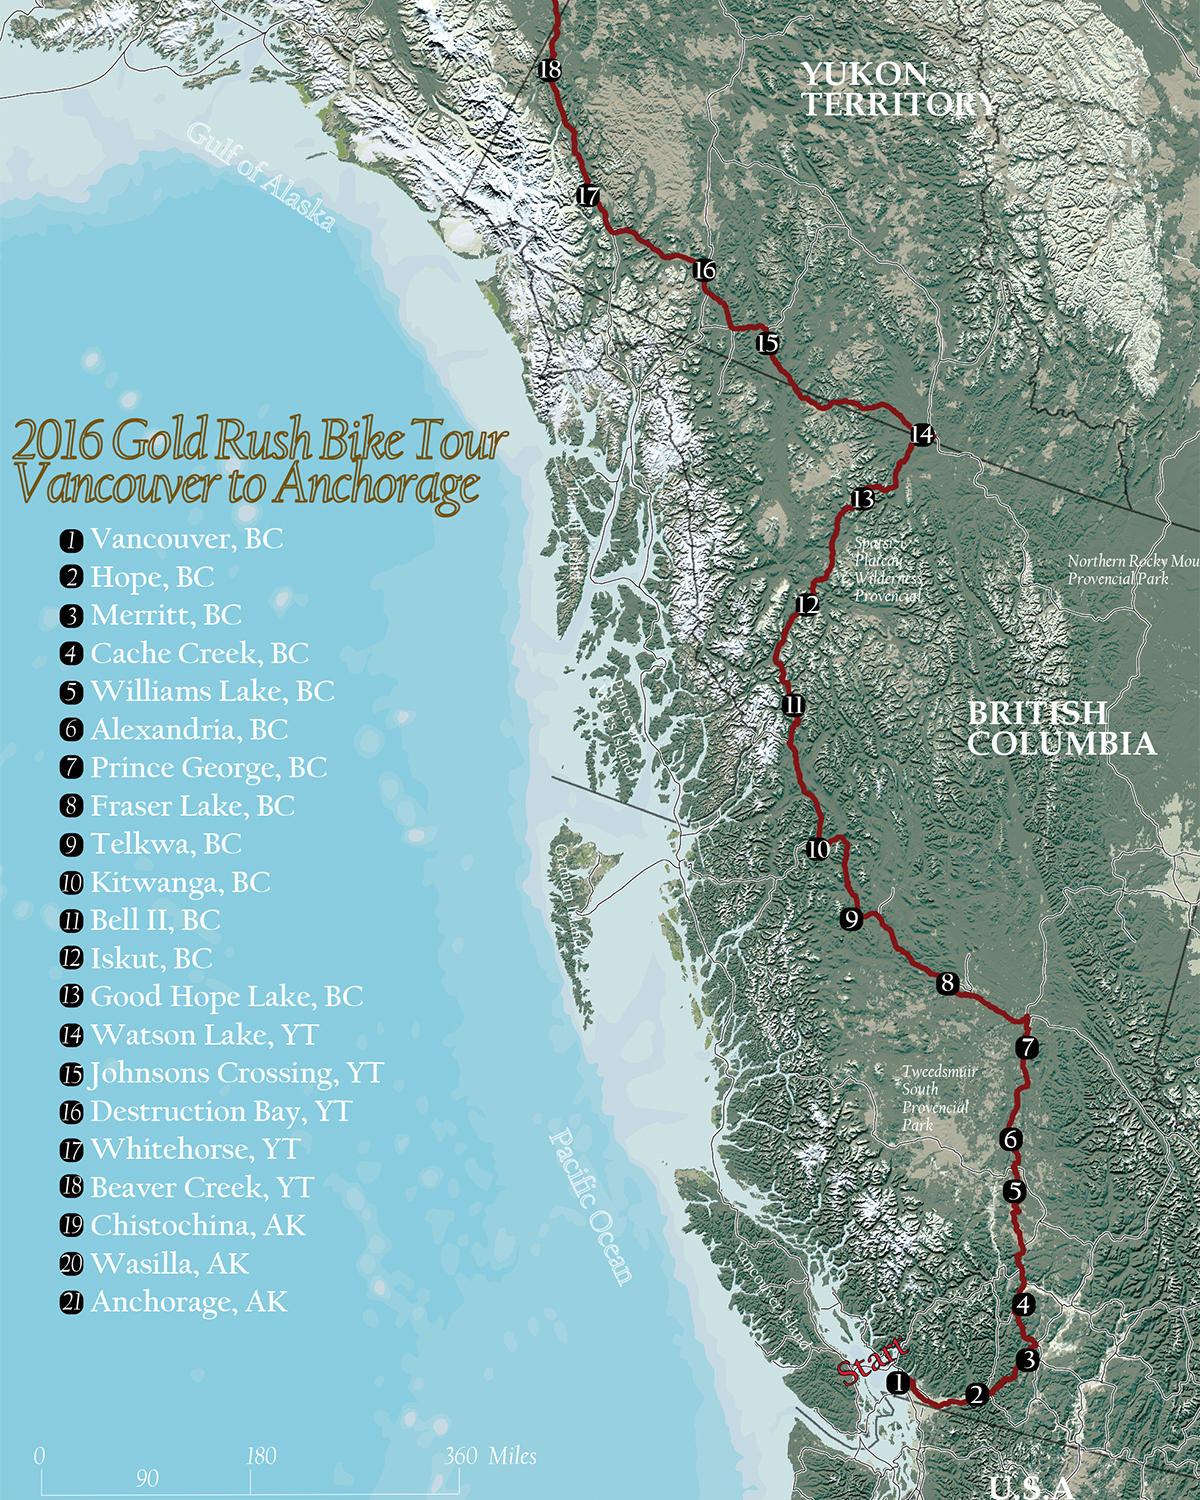 18
YUKON
TERRITORY
Gulf of Alaska
17
16
15
14
13
2016 Gold Rush Bike Tour
Vancouver to Anchorage
Spatsizi
Plateau
Wilderness
Provencial
Northern Rocky Mou
Provencial Park
12
11
BRITISH
COLUMBIA
10
9
8
7
Tweedsmuir
South
Provencial
Park
6
5
4
3
2
1
Start
Pacific Ocean
Vancouver Island
U.S.A
1 Vancouver, BC
2 Hope, BC
3 Merritt, BC
4 Cache Creek, BC
5 Williams Lake, BC
6 Alexandria, BC
7 Prince George, BC
8 Fraser Lake, BC
9 Telkwa, BC
10 Kitwanga, BC
11 Bell II, BC
12 Iskut, BC
13 Good Hope Lake, BC
14 Watson Lake, YT
15 Johnsons Crossing, YT
16 Destruction Bay, YT
17 Whitehorse, YT
18 Beaver Creek, YT
19 Chistochina, AK
20 Wasilla, AK
21 Anchorage, AK
0 180 360 Miles
90